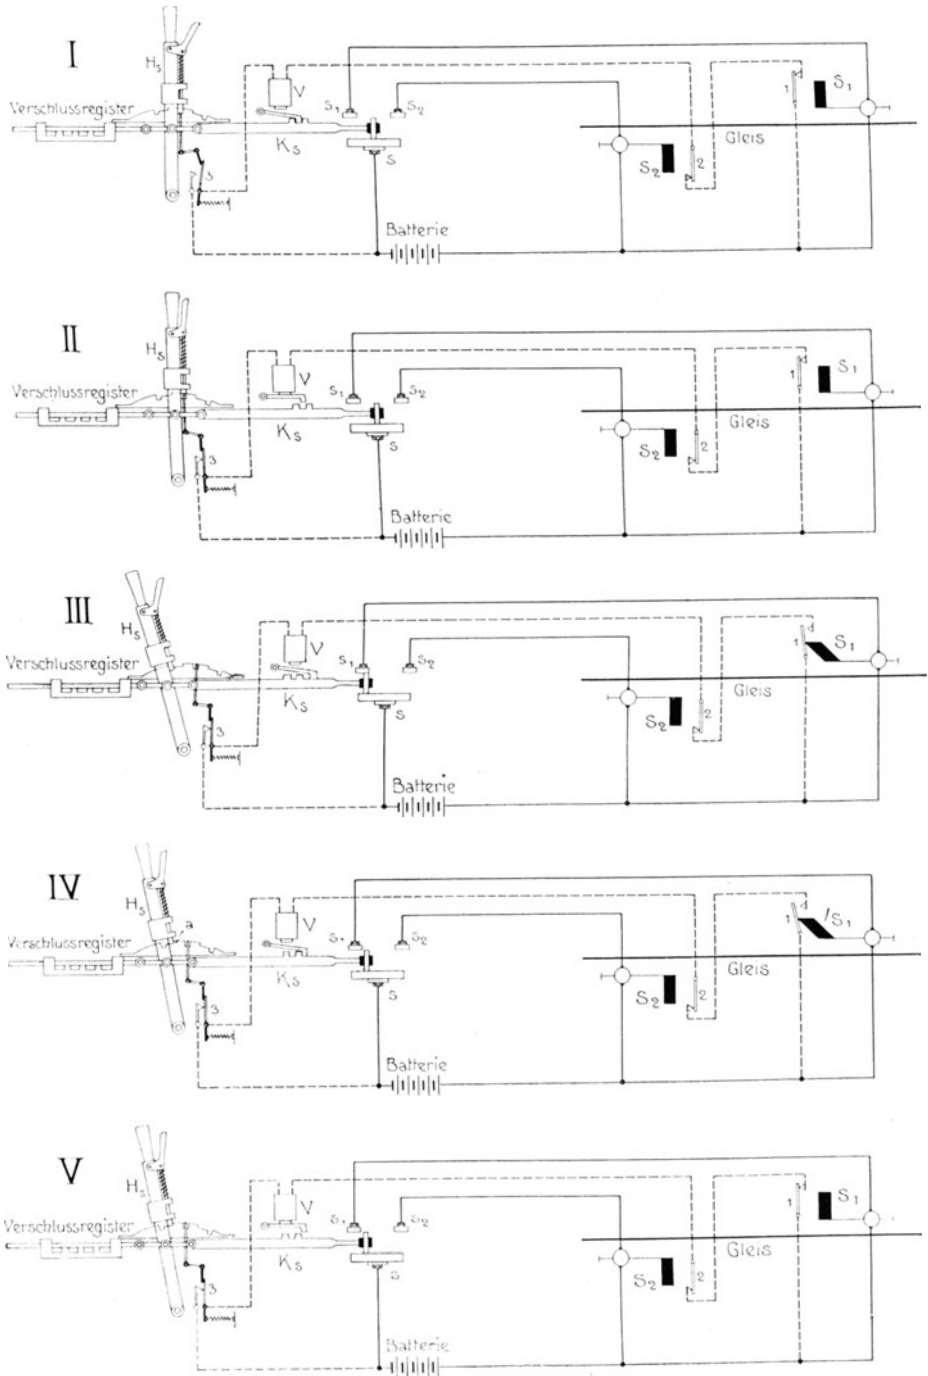 I
Hs
Verschlussregister
3
V
S1
S2
Ks
S
Batterie
S2
2
Gleis
1
S1
II
Hs
Verschlussregister
3
V
S1
S2
Ks
S
Batterie
S2
2
Gleis
1
S1
III
Hs
Verschlussregister
3
V
S1
S2
Ks
S
Batterie
S2
2
Gleis
1
S1
IV
Hs
a
Verschlussregister
3
V
S2
Ks
S
Batterie
S2
2
Gleis
1
S1
V
Hs
Verschlussregister
3
V
S2
Ks
S
Batterie
S2
2
Gleis
1
S1